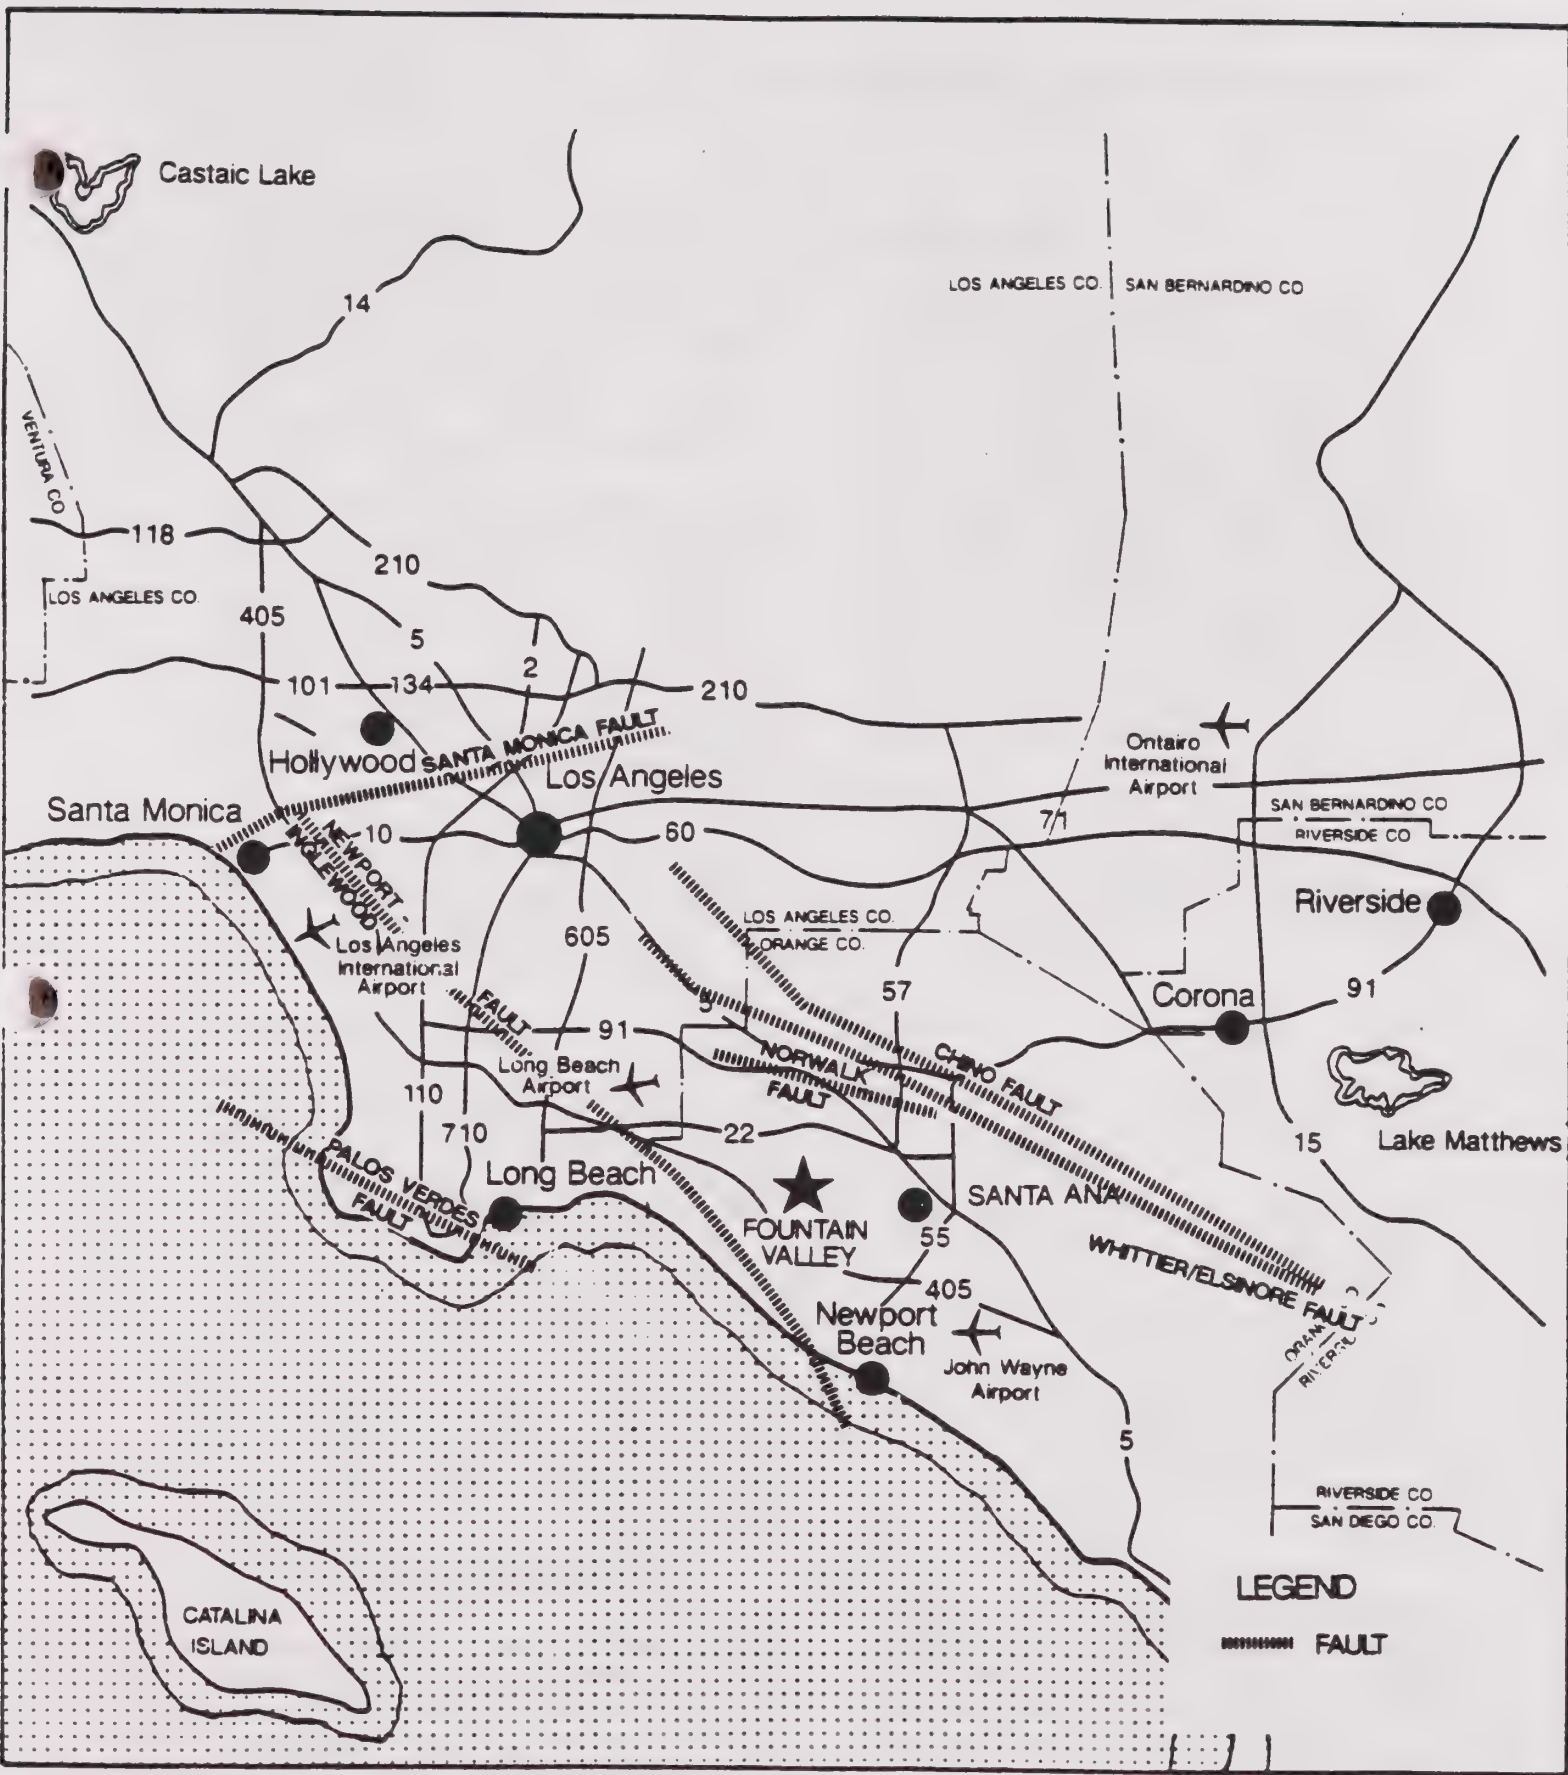 Castaic Lake
14
LOS ANGELES CO.
SAN BERNARDINO CO
VENTURA CO
118
210
LOS ANGELES CO.
405
5
2
101
134
210
Hollywood
SANTA MONICA FAULT
Los Angeles
Ontairo
International
Airport
Santa Monica
10
60
71
SAN BERNARDINO CO
RIVERSIDE CO.
NEWPORT-
INGLEWOOD
Riverside
LOS ANGELES CO.
ORANGE CO.
605
Los Angeles
International
Airport
57
Corona
91
FAULT
5
91
NORWALK
FAULT
CHINO FAULT
Long Beach
Airport
110
710
22
15
Lake Matthews
PALOS VERDES
FAULT
Long Beach
SANTA ANA
FOUNTAIN
VALLEY
55
WHITTIER/ELSINORE FAULT
405
Newport
Beach
John Wayne
Airport
5
RIVERSIDE CO
SAN DIEGO CO.
CATALINA
ISLAND
LEGEND
FAULT